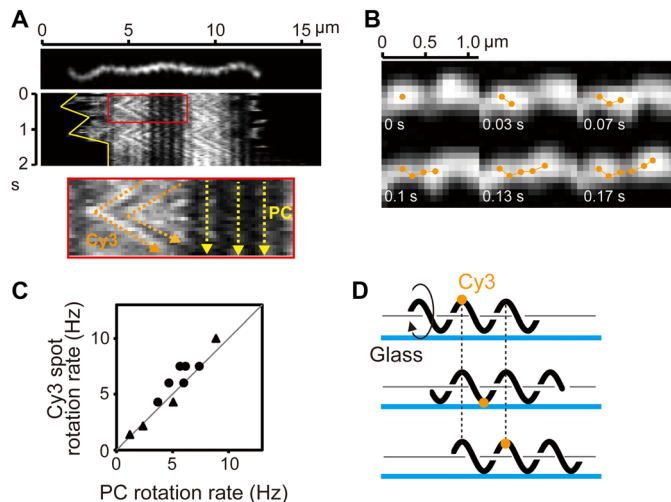 A
0 5 10 15 μm
0
1
2
s
Cy3
PC
B
0 0.5 1.0 μm
0 s 0.03 s 0.07 s
0.1 s 0.13 s 0.17 s
C
Cy3 spot
rotation rate (Hz)
10
5
0
0 5 10
PC rotation rate (Hz)
D
Cy3
Glass